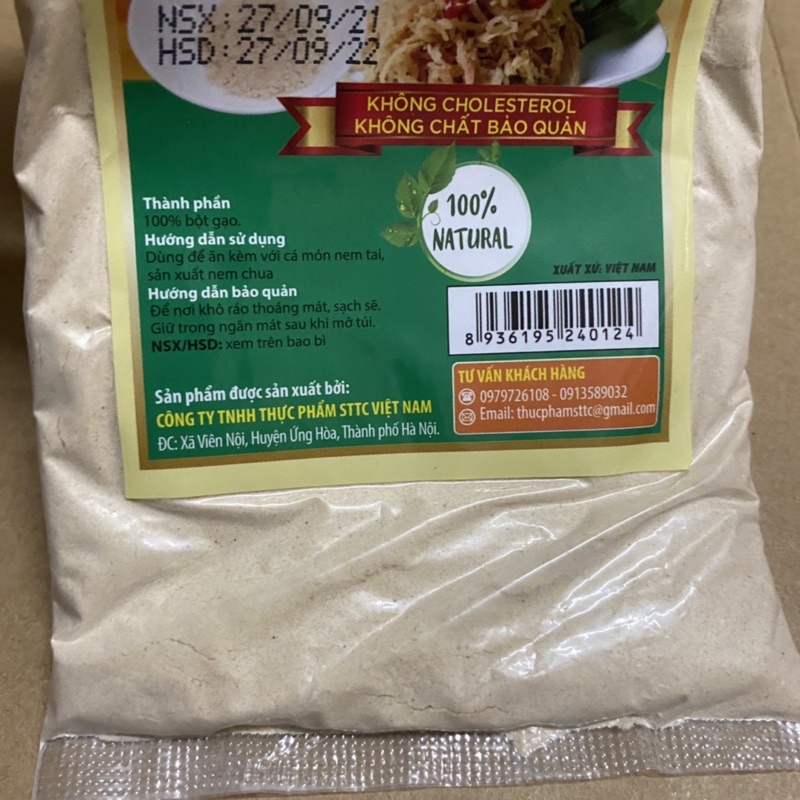 NSX: 27/09/21
HSD: 27/09/22
KHÔNG CHOLESTEROL
KHÔNG CHẤT BẢO QUẢN
100%
NATURAL
Thành phần
100% bột gạo.
Hướng dẫn sử dụng
Dùng để ăn kèm với cá món nem tai,
sản xuất nem chua
Hướng dẫn bảo quản
Để nơi khô ráo thoáng mát, sạch sẽ.
Giữ trong ngăn mát sau khi mở túi.
NSX/HSD: xem trên bao bì
XUẤT XỨ: VIỆT NAM
8 936195 240124
Sản phẩm được sản xuất bởi:
CÔNG TY TNHH THỰC PHẨM STTC VIỆT NAM
ĐC: Xã Viên Nội, Huyện Ứng Hòa, Thành phố Hà Nội.
TƯ VẤN KHÁCH HÀNG
0979726108 - 0913589032
Email: thucphamsttc@gmail.com